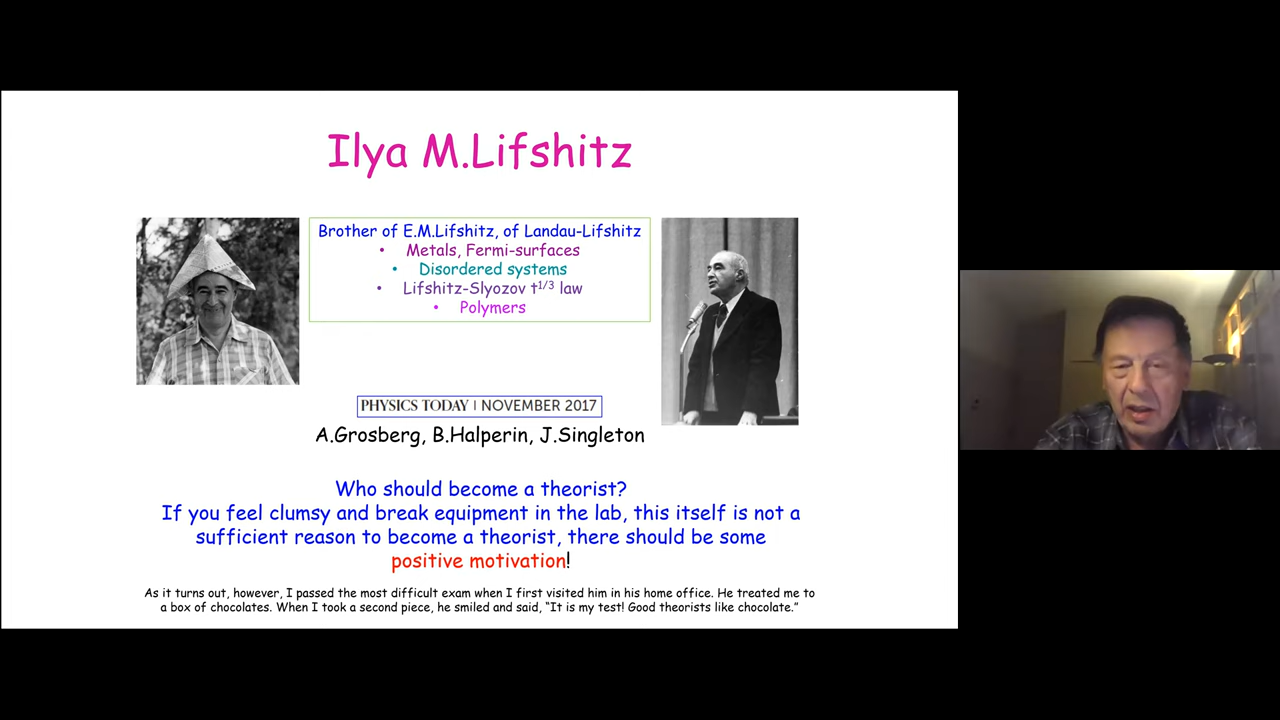 Ilya M.Lifshitz
Brother of E.M.Lifshitz, of Landau-Lifshitz
• Metals, Fermi-surfaces
• Disordered systems
• Lifshitz-Slyozov t^1/3 law
• Polymers
PHYSICS TODAY | NOVEMBER 2017
A.Grosberg, B.Halperin, J.Singleton
Who should become a theorist?
If you feel clumsy and break equipment in the lab, this itself is not a
sufficient reason to become a theorist, there should be some
positive motivation!
As it turns out, however, I passed the most difficult exam when I first visited him in his home office. He treated me to
a box of chocolates. When I took a second piece, he smiled and said, “It is my test! Good theorists like chocolate.”